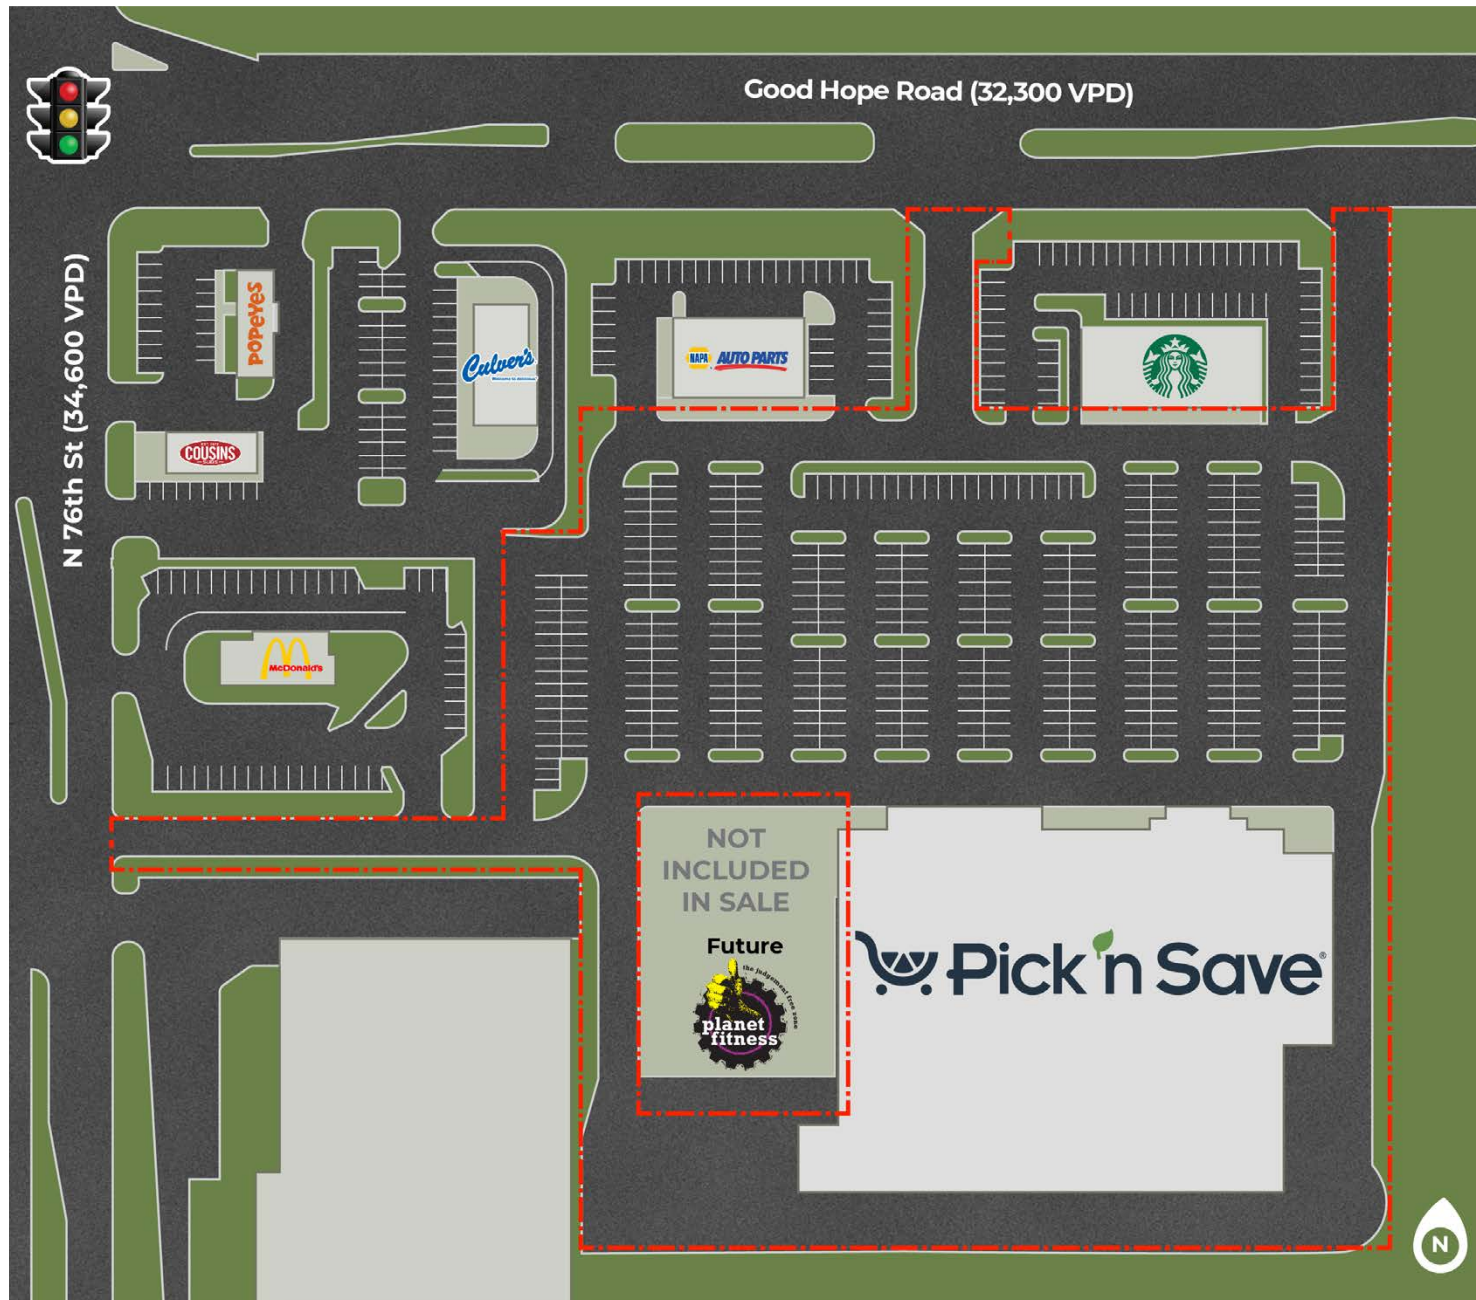 Good Hope Road (32,300 VPD)
N 76th St (34,600 VPD)
POPEYES
Culver's
NAPA AUTO PARTS
COUSINS
SUBS
McDonald's
NOT
INCLUDED
IN SALE
Future
the judgement free zone
planet
fitness
Pick 'n Save®
N